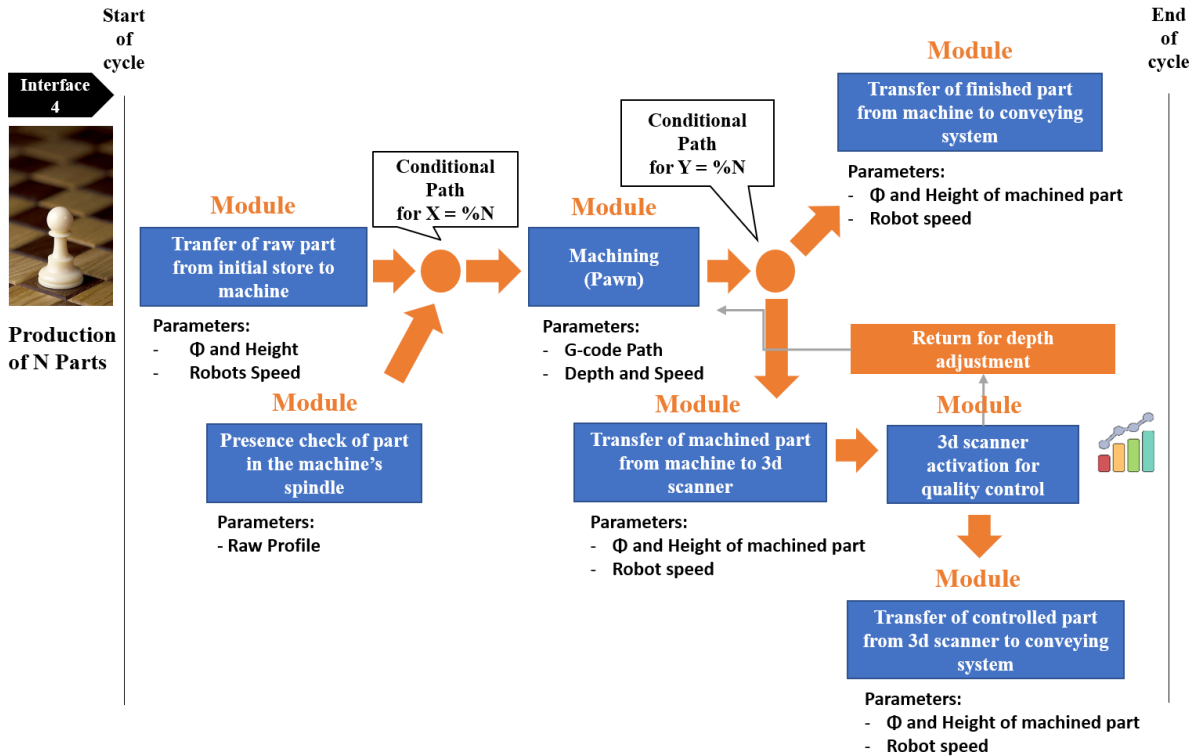 Start
of
cycle
End
of
cycle
Interface
4
Production
of N Parts
Module
Tranfer of raw part
from initial store to
machine
Parameters:
- Φ and Height
- Robots Speed
Module
Presence check of part
in the machine's
spindle
Parameters:
- Raw Profile
Conditional
Path
for X = %N
Module
Machining
(Pawn)
Parameters:
- G-code Path
- Depth and Speed
Conditional
Path
for Y = %N
Module
Transfer of finished part
from machine to conveying
system
Parameters:
- Φ and Height of machined part
- Robot speed
Return for depth
adjustment
Module
Transfer of machined part
from machine to 3d
scanner
Parameters:
- Φ and Height of machined part
- Robot speed
Module
3d scanner
activation for
quality control
Module
Transfer of controlled part
from 3d scanner to conveying
system
Parameters:
- Φ and Height of machined part
- Robot speed